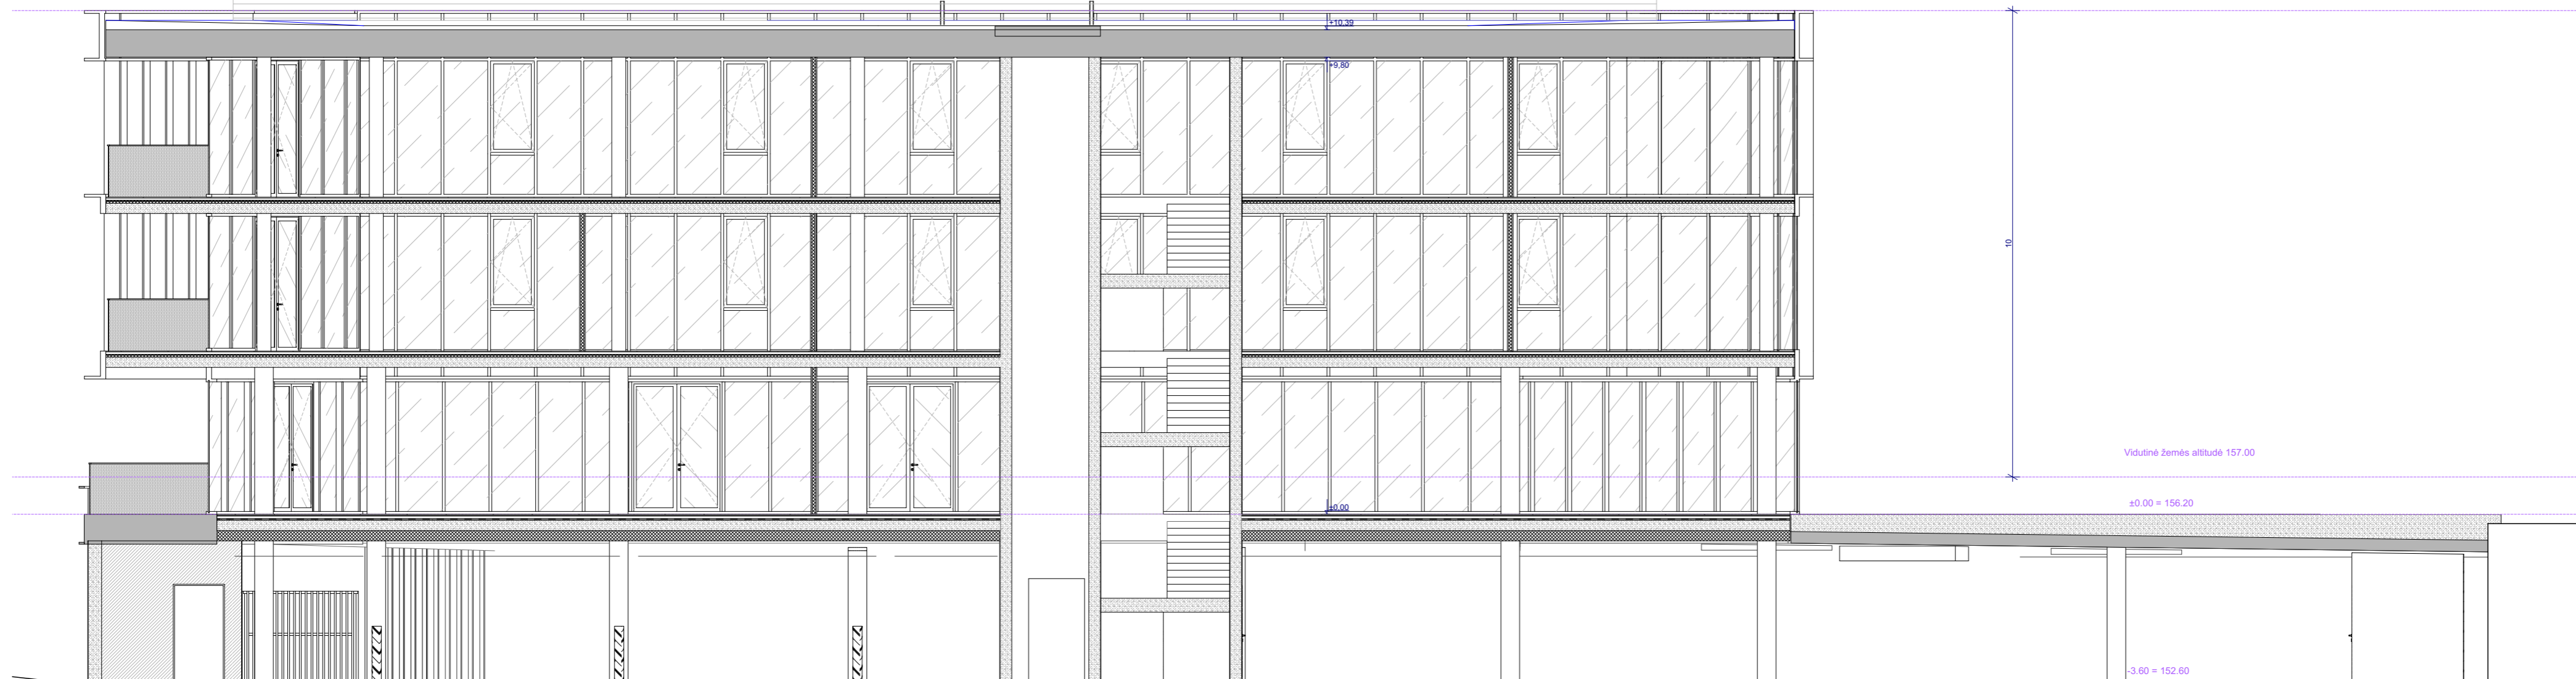 +10,39
+9,80
10
Vidutinė žemės altitudė 157.00
±0.00 = 156.20
±0,00
-3.60 = 152.60